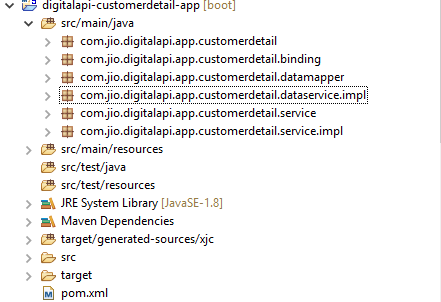 digitalapi-customerdetail-app [boot]
src/main/java
com.jio.digitalapi.app.customerdetail
com.jio.digitalapi.app.customerdetail.binding
com.jio.digitalapi.app.customerdetail.datamapper
com.jio.digitalapi.app.customerdetail.dataservice.impl
com.jio.digitalapi.app.customerdetail.service
com.jio.digitalapi.app.customerdetail.service.impl
src/main/resources
src/test/java
src/test/resources
JRE System Library [JavaSE-1.8]
Maven Dependencies
target/generated-sources/xjc
src
target
pom.xml